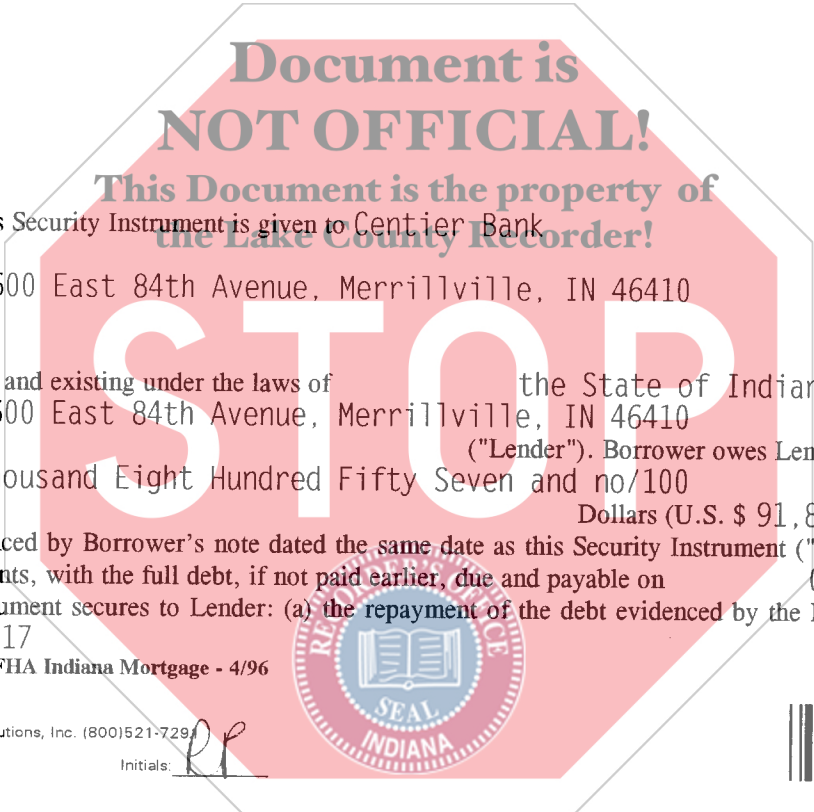 Document is
NOT OFFICIAL!
This Document is the property of
the Lake County Recorder!
s Security Instrument is given to Centier Bank
600 East 84th Avenue, Merrillville, IN 46410
STOP
and existing under the laws of the State of Indian
600 East 84th Avenue, Merrillville, IN 46410
("Lender"). Borrower owes Len
ousand Eight Hundred Fifty Seven and no/100
Dollars (U.S. $ 91,8
ced by Borrower's note dated the same date as this Security Instrument ("
nts, with the full debt, if not paid earlier, due and payable on (
ument secures to Lender: (a) the repayment of the debt evidenced by the
17
FHA Indiana Mortgage - 4/96
RECORDER'S OFFICE
SEAL
INDIANA
utions, Inc. (800)521-729
Initials: RP